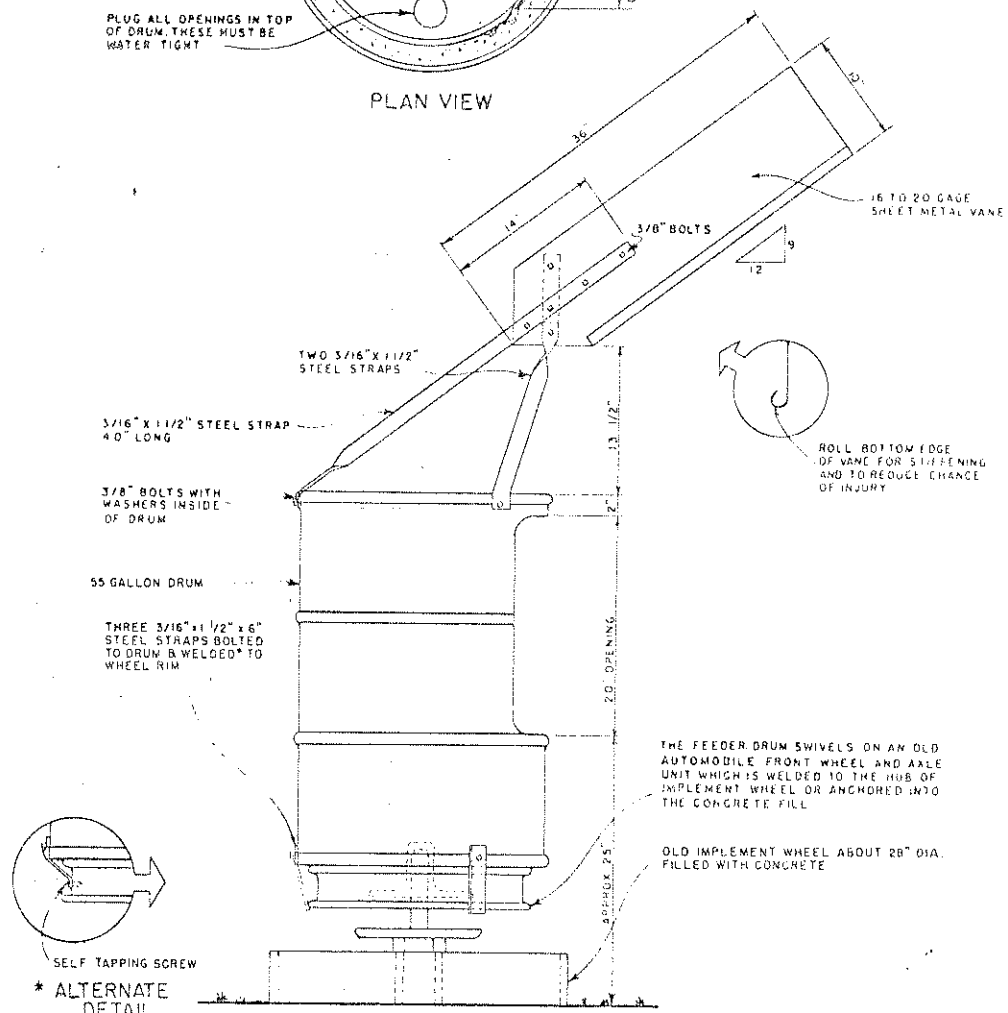 PLUG ALL OPENINGS IN TOP
OF DRUM. THESE MUST BE
WATER TIGHT
PLAN VIEW
36"
12"
14"
3/8" BOLTS
16 TO 20 GAGE
SHEET METAL VANE
9
12
TWO 3/16" X 1 1/2"
STEEL STRAPS
3/16" X 1 1/2" STEEL STRAP
40" LONG
13 1/2"
ROLL BOTTOM EDGE
OF VANE FOR STIFFENING
AND TO REDUCE CHANCE
OF INJURY
3/8" BOLTS WITH
WASHERS INSIDE
OF DRUM
2"
55 GALLON DRUM
THREE 3/16" x 1 1/2" x 6"
STEEL STRAPS BOLTED
TO DRUM & WELDED* TO
WHEEL RIM
20" OPENING
THE FEEDER DRUM SWIVELS ON AN OLD
AUTOMOBILE FRONT WHEEL AND AXLE
UNIT WHICH IS WELDED TO THE HUB OF
IMPLEMENT WHEEL OR ANCHORED INTO
THE CONCRETE FILL
OLD IMPLEMENT WHEEL ABOUT 28" DIA.
FILLED WITH CONCRETE
APPROX 25"
SELF TAPPING SCREW
* ALTERNATE
DETAIL